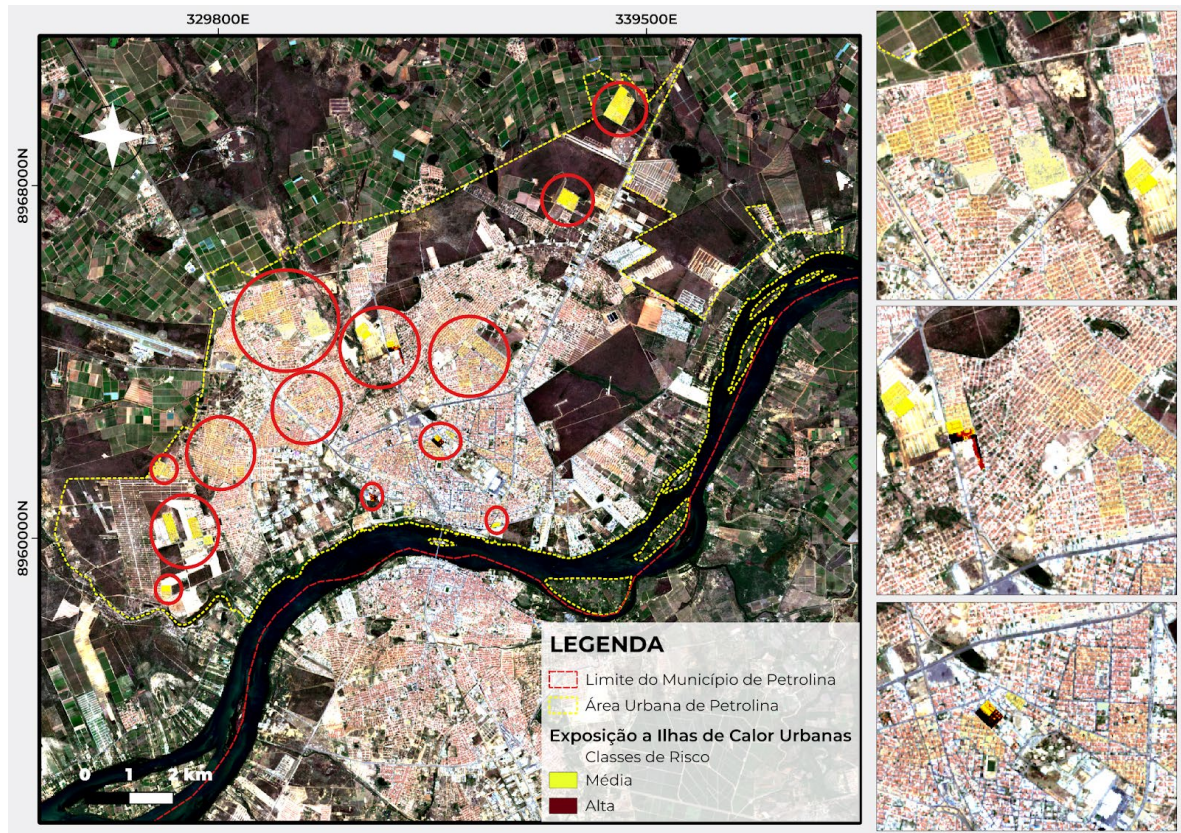 329800E
339500E
8968000N
8960000N
0 1 2 km
LEGENDA
Limite do Município de Petrolina
Área Urbana de Petrolina
Exposição a Ilhas de Calor Urbanas
Classes de Risco
Média
Alta